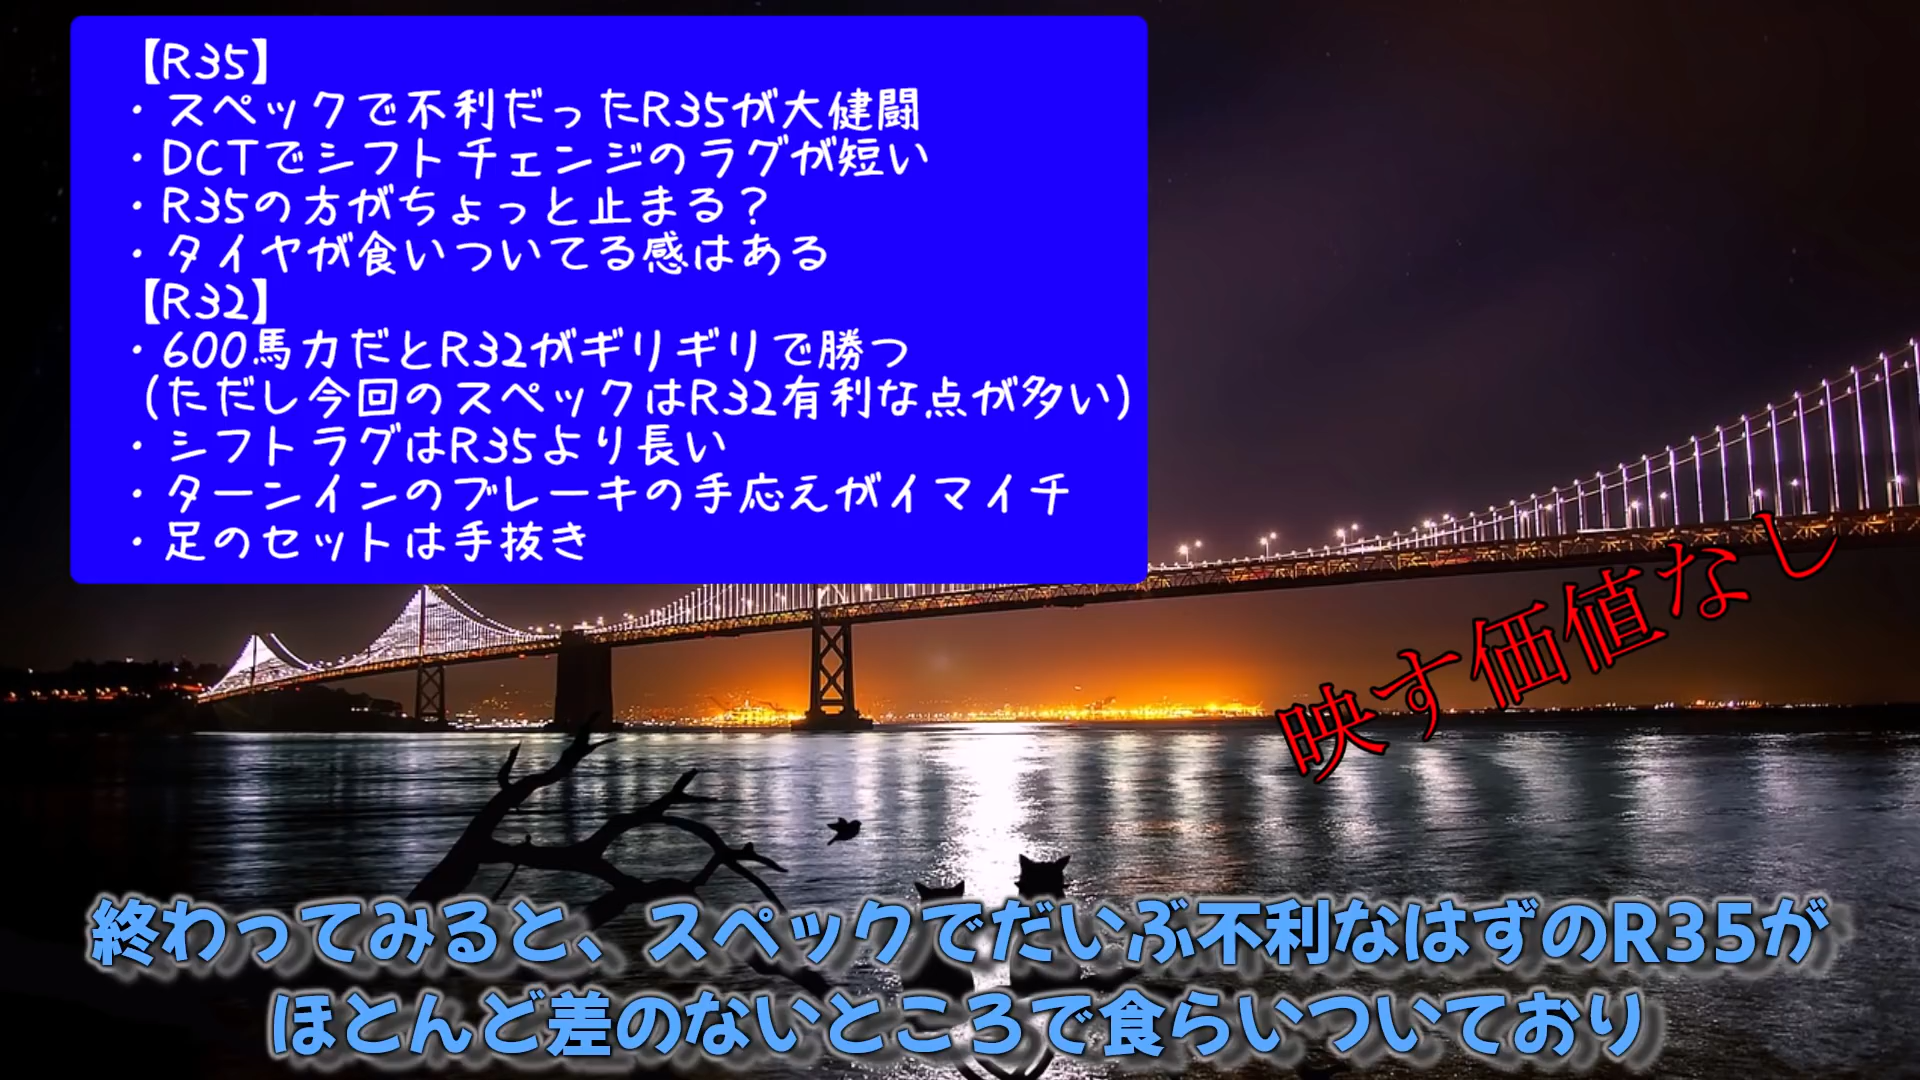 【R35】
・スペックで不利だったR35が大健闘
・DCTでシフトチェンジのラグが短い
・R35の方がちょっと止まる？
・タイヤが食いついてる感はある
【R32】
・600馬力だとR32がギリギリで勝つ
(ただし今回のスペックはR32有利な点が多い)
・シフトラグはR35より長い
・ターンインのブレーキの手応えがイマイチ
・足のセットは手抜き
映す価値なし
終わってみると、スペックでだいぶ不利なはずのR35が
ほとんど差のないところで食らいついており